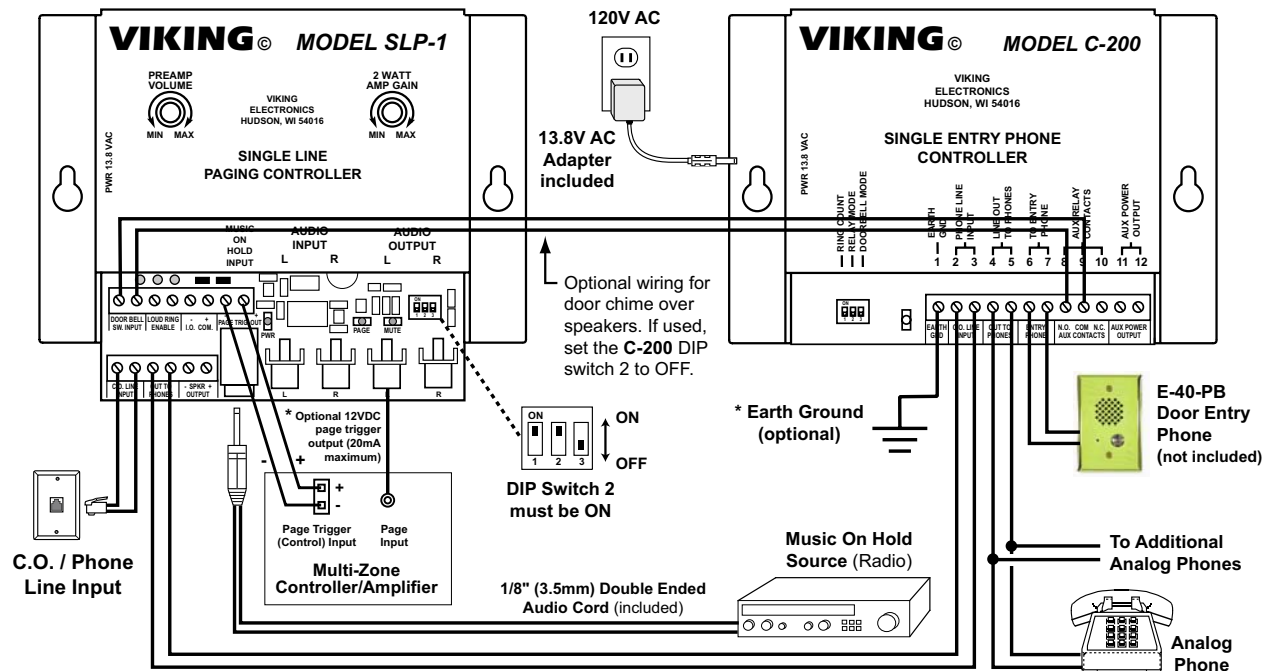 VIKING© MODEL SLP-1
PREAMP
VOLUME
MIN MAX
VIKING
ELECTRONICS
HUDSON, WI 54016
2 WATT
AMP GAIN
MIN MAX
SINGLE LINE
PAGING CONTROLLER
PWR 13.8 VAC
MUSIC
ON
HOLD
INPUT
AUDIO
INPUT
L R
AUDIO
OUTPUT
L R
DOOR BELL
SW. INPUT
LOUD RING
ENABLE
- +
I.O. COM.
- +
PAGE TRIG OUT
PWR
PAGE
MUTE
ON
1 2 3
C.O. LINE
INPUT
OUT TO
PHONES
- SPKR +
OUTPUT
L R L R
120V AC
13.8V AC
Adapter
included
VIKING© MODEL C-200
VIKING
ELECTRONICS
HUDSON, WI 54016
SINGLE ENTRY PHONE
CONTROLLER
PWR 13.8 VAC
RING COUNT
RELAY MODE
DOORBELL MODE
EARTH
GND
PHONE LINE
INPUT
LINE OUT
TO PHONES
TO ENTRY
PHONE
AUX RELAY
CONTACTS
AUX POWER
OUTPUT
1 2 3 4 5 6 7 8 9 10 11 12
ON
1 2 3
EARTH
GND
C.O. LINE
INPUT
OUT TO
PHONES
ENTRY
PHONE
N.O. COM N.C.
AUX CONTACTS
AUX POWER
OUTPUT
Optional wiring for
door chime over
speakers. If used,
set the C-200 DIP
switch 2 to OFF.
* Optional 12VDC
page trigger
output (20mA
maximum)
- +
+
-
Page Trigger
(Control) Input
Page
Input
Multi-Zone
Controller/Amplifier
ON
1 2 3
ON
OFF
DIP Switch 2
must be ON
* Earth Ground
(optional)
E-40-PB
Door Entry
Phone
(not included)
C.O. / Phone
Line Input
1/8" (3.5mm) Double Ended
Audio Cord (included)
Music On Hold
Source (Radio)
To Additional
Analog Phones
Analog
Phone